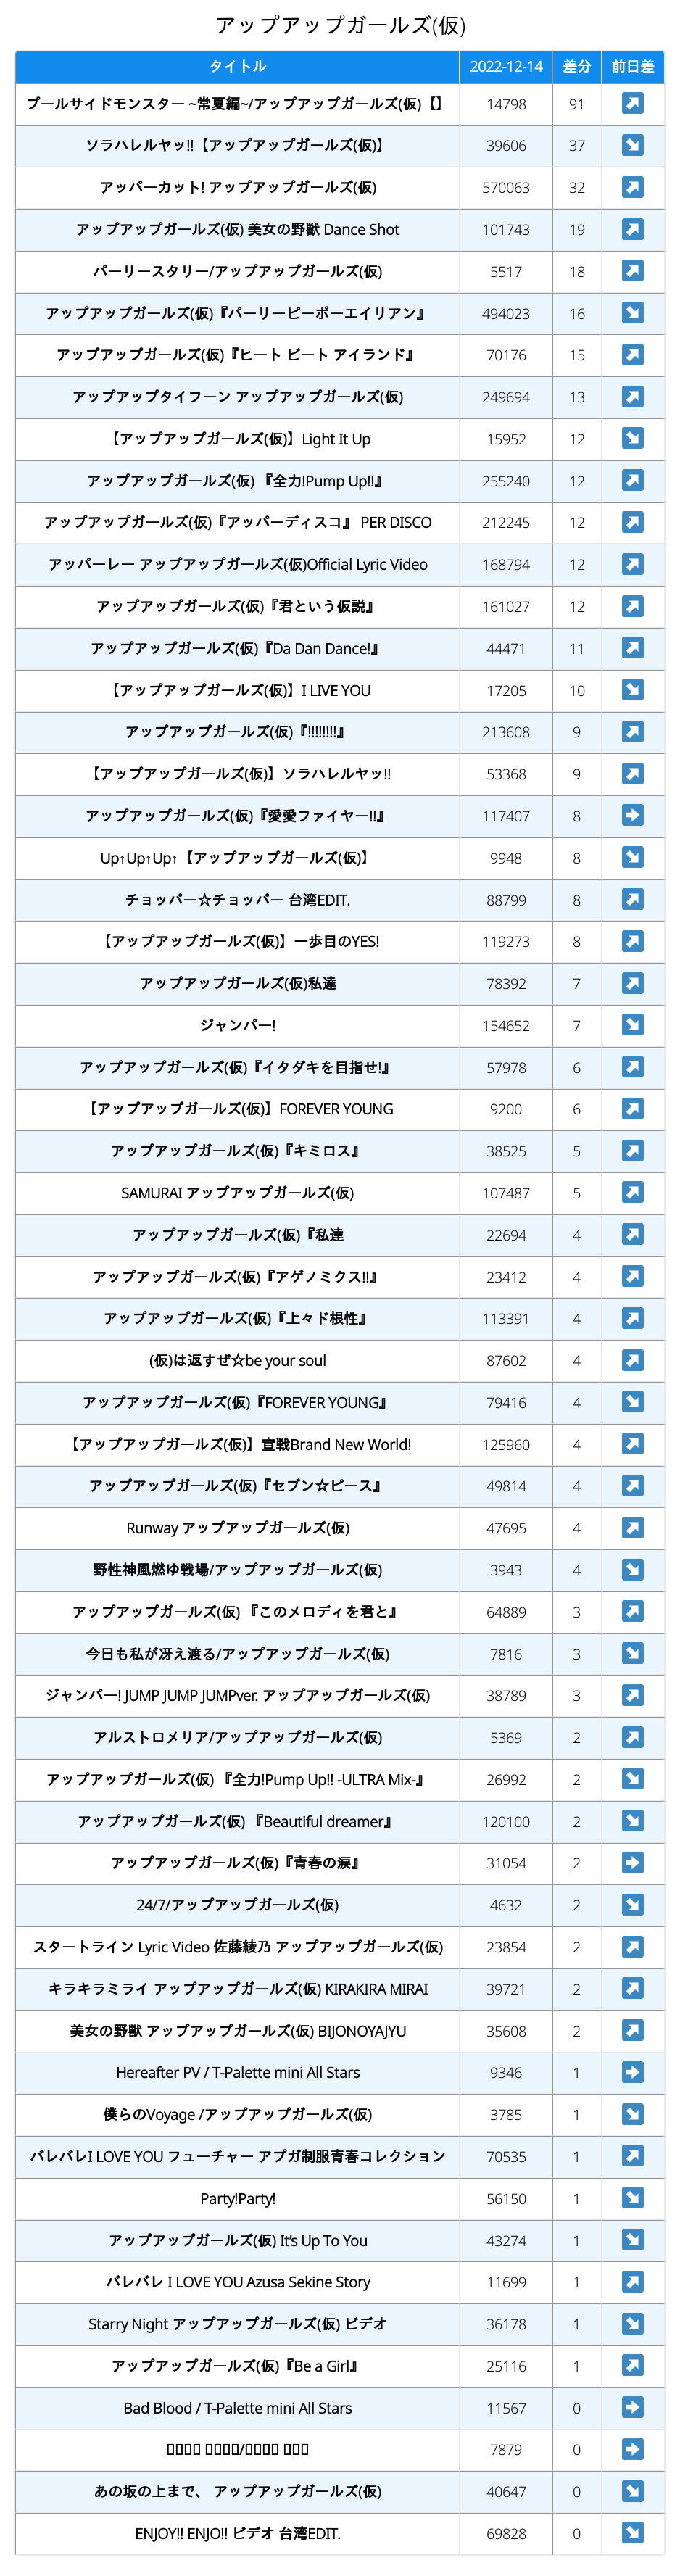 アップアップガールズ(仮)
タイトル 2022-12-14 差分 前日差
プールサイドモンスター ~常夏編~/アップアップガールズ(仮)【】 14798 91 ↗
ソラハレルヤッ!!【アップアップガールズ(仮)】 39606 37 ↘
アッパーカット! アップアップガールズ(仮) 570063 32 ↗
アップアップガールズ(仮) 美女の野獣 Dance Shot 101743 19 ↗
パーリースタリー/アップアップガールズ(仮) 5517 18 ↗
アップアップガールズ(仮)『パーリーピーポーエイリアン』 494023 16 ↘
アップアップガールズ(仮)『ヒート ビート アイランド』 70176 15 ↗
アップアップタイフーン アップアップガールズ(仮) 249694 13 ↗
【アップアップガールズ(仮)】Light It Up 15952 12 ↘
アップアップガールズ(仮) 『全力!Pump Up!!』 255240 12 ↗
アップアップガールズ(仮)『アッパーディスコ』 PER DISCO 212245 12 ↗
アッパーレー アップアップガールズ(仮)Official Lyric Video 168794 12 ↗
アップアップガールズ(仮)『君という仮説』 161027 12 ↗
アップアップガールズ(仮)『Da Dan Dance!』 44471 11 ↗
【アップアップガールズ(仮)】I LIVE YOU 17205 10 ↘
アップアップガールズ(仮)『!!!!!!!!』 213608 9 ↗
【アップアップガールズ(仮)】ソラハレルヤッ!! 53368 9 ↗
アップアップガールズ(仮)『愛愛ファイヤー!!』 117407 8 ➡
Up↑Up↑Up↑【アップアップガールズ(仮)】 9948 8 ↘
チョッパー☆チョッパー 台湾EDIT. 88799 8 ↗
【アップアップガールズ(仮)】一歩目のYES! 119273 8 ↗
アップアップガールズ(仮)私達 78392 7 ↗
ジャンパー! 154652 7 ↘
アップアップガールズ(仮)『イタダキを目指せ!』 57978 6 ↗
【アップアップガールズ(仮)】FOREVER YOUNG 9200 6 ↗
アップアップガールズ(仮)『キミロス』 38525 5 ↗
SAMURAI アップアップガールズ(仮) 107487 5 ↗
アップアップガールズ(仮)『私達 22694 4 ↗
アップアップガールズ(仮)『アゲノミクス!!』 23412 4 ↗
アップアップガールズ(仮)『上々ド根性』 113391 4 ↗
(仮)は返すぜ☆be your soul 87602 4 ↗
アップアップガールズ(仮)『FOREVER YOUNG』 79416 4 ↘
【アップアップガールズ(仮)】宣戦Brand New World! 125960 4 ↗
アップアップガールズ(仮)『セブン☆ピース』 49814 4 ↗
Runway アップアップガールズ(仮) 47695 4 ↗
野性神風燃ゆ戦場/アップアップガールズ(仮) 3943 4 ↘
アップアップガールズ(仮) 『このメロディを君と』 64889 3 ↗
今日も私が冴え渡る/アップアップガールズ(仮) 7816 3 ↘
ジャンパー! JUMP JUMP JUMPver. アップアップガールズ(仮) 38789 3 ↗
アルストロメリア/アップアップガールズ(仮) 5369 2 ↗
アップアップガールズ(仮) 『全力!Pump Up!! -ULTRA Mix-』 26992 2 ↘
アップアップガールズ(仮) 『Beautiful dreamer』 120100 2 ↘
アップアップガールズ(仮)『青春の涙』 31054 2 ➡
24/7/アップアップガールズ(仮) 4632 2 ↘
スタートライン Lyric Video 佐藤綾乃 アップアップガールズ(仮) 23854 2 ↗
キラキラミライ アップアップガールズ(仮) KIRAKIRA MIRAI 39721 2 ↗
美女の野獣 アップアップガールズ(仮) BIJONOYAJYU 35608 2 ↗
Hereafter PV / T-Palette mini All Stars 9346 1 ➡
僕らのVoyage /アップアップガールズ(仮) 3785 1 ↘
バレバレI LOVE YOU フューチャー アプガ制服青春コレクション 70535 1 ↗
Party!Party! 56150 1 ↘
アップアップガールズ(仮) It's Up To You 43274 1 ↘
バレバレ I LOVE YOU Azusa Sekine Story 11699 1 ↗
Starry Night アップアップガールズ(仮) ビデオ 36178 1 ↘
アップアップガールズ(仮)『Be a Girl』 25116 1 ↗
Bad Blood / T-Palette mini All Stars 11567 0 ➡
7879 0 ➡
あの坂の上まで、 アップアップガールズ(仮) 40647 0 ↘
ENJOY!! ENJO!! ビデオ 台湾EDIT. 69828 0 ↘